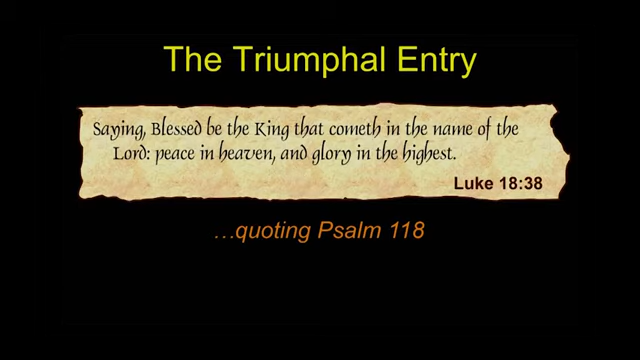 The Triumphal Entry
Saying, Blessed be the King that cometh in the name of the
Lord: peace in heaven, and glory in the highest.
Luke 18:38
…quoting Psalm 118